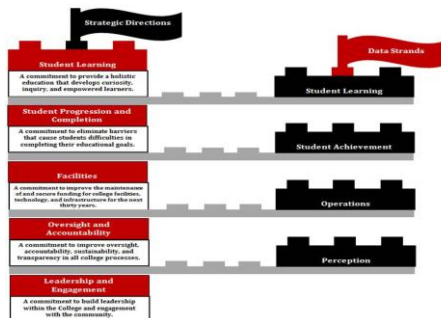 Strategic Directions
Data Strands
Student Learning
A commitment to provide a holistic
education that develops curiosity,
inquiry, and empowered learners.
Student Learning
Student Progression and
Completion
A commitment to eliminate barriers
that cause students difficulties in
completing their educational goals.
Student Achievement
Facilities
A commitment to improve the maintenance
of and secure funding for college facilities,
technology, and infrastructure for the next
thirty years.
Operations
Oversight and
Accountability
A commitment to improve oversight,
accountability, sustainability, and
transparency in all college processes.
Perception
Leadership and
Engagement
A commitment to build leadership
within the College and engagement
with the community.